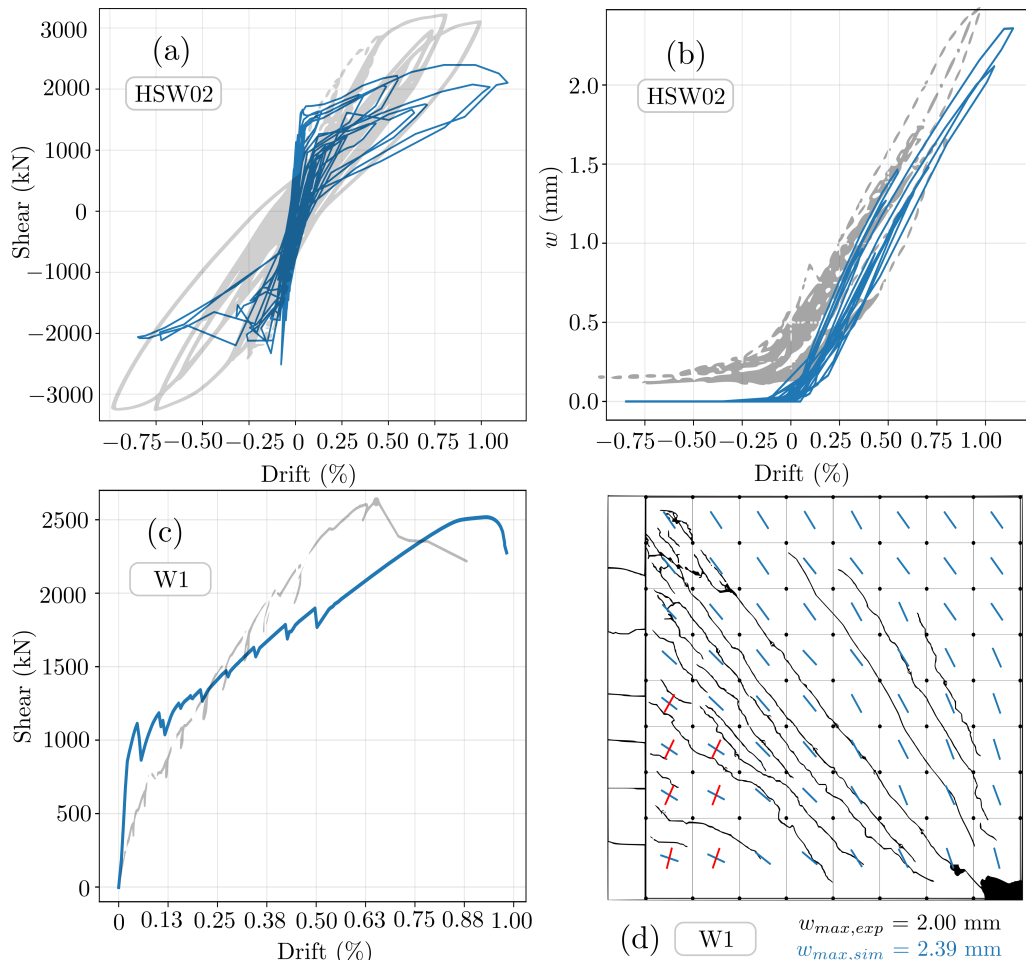 (a)
HSW02
3000
2000
1000
0
−1000
−2000
−3000
Shear (kN)
−0.75 −0.50 −0.25 0 0.25 0.50 0.75 1.00
Drift (%)
(b)
HSW02
2.0
1.5
1.0
0.5
0.0
w (mm)
−0.75 −0.50 −0.25 0 0.25 0.50 0.75 1.00
Drift (%)
(c)
W1
2500
2000
1500
1000
500
0
Shear (kN)
0 0.13 0.25 0.38 0.50 0.63 0.75 0.88 1.00
Drift (%)
(d) W1
w_{max,exp} = 2.00 mm
w_{max,sim} = 2.39 mm